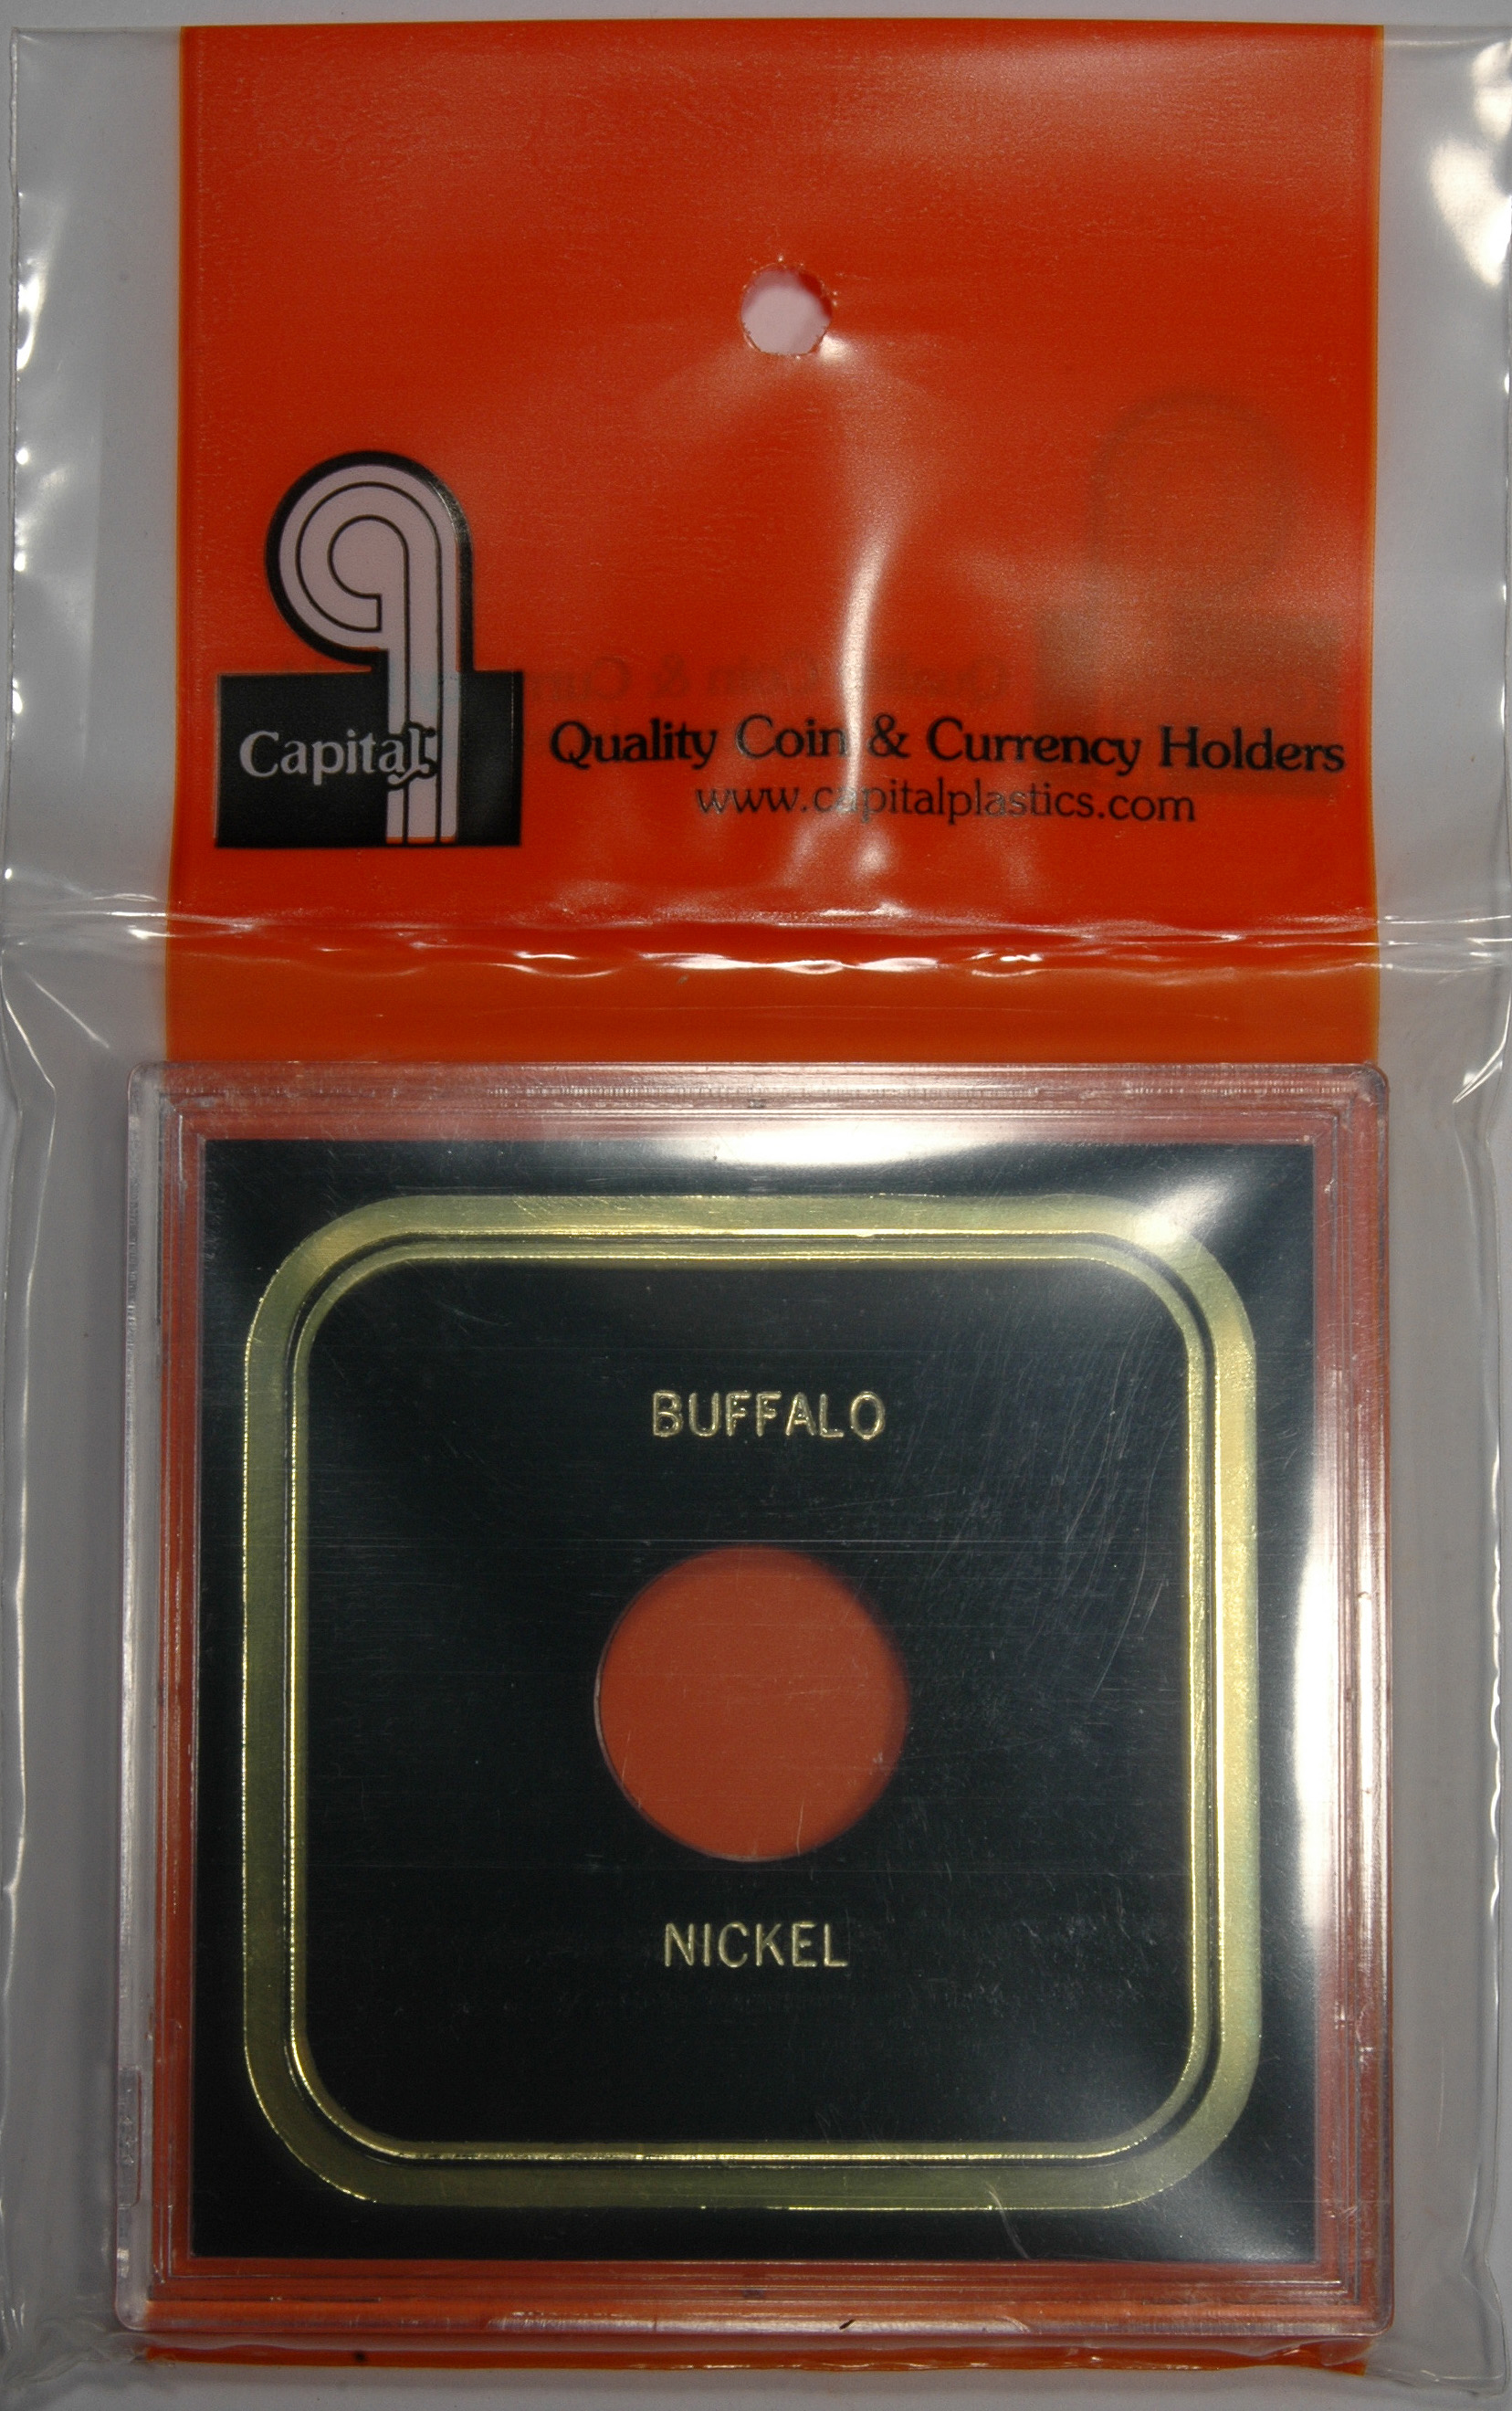 Capital
Quality Coin & Currency Holders
www.capitalplastics.com
BUFFALO
NICKEL